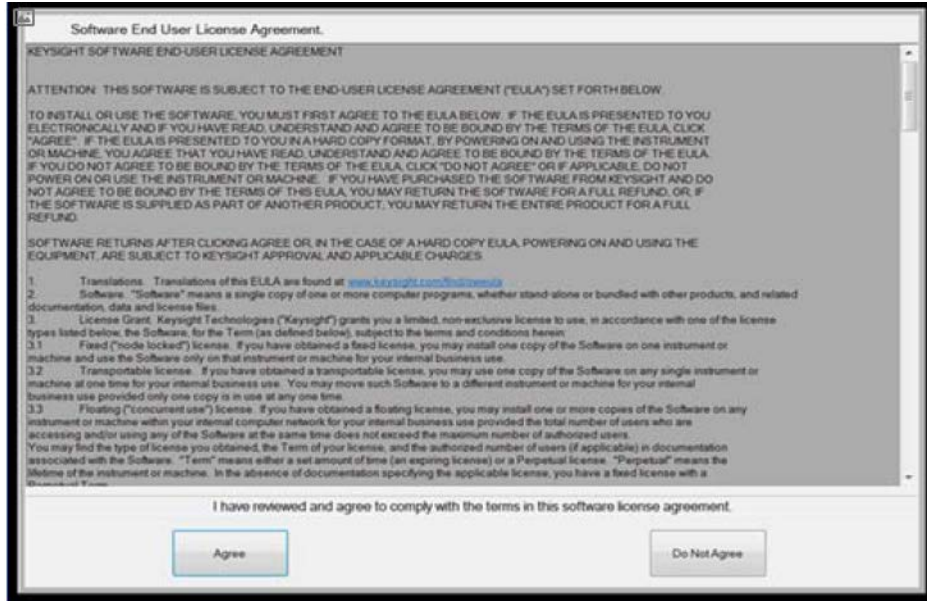 Software End User License Agreement.
KEYSIGHT SOFTWARE END-USER LICENSE AGREEMENT
ATTENTION: THIS SOFTWARE IS SUBJECT TO THE END-USER LICENSE AGREEMENT ("EULA") SET FORTH BELOW.
TO INSTALL OR USE THE SOFTWARE, YOU MUST FIRST AGREE TO THE EULA BELOW. IF THE EULA IS PRESENTED TO YOU
ELECTRONICALLY AND IF YOU HAVE READ, UNDERSTAND AND AGREE TO BE BOUND BY THE TERMS OF THE EULA, CLICK
"AGREE". IF THE EULA IS PRESENTED TO YOU IN A HARD COPY FORMAT, BY POWERING ON AND USING THE INSTRUMENT
OR MACHINE, YOU AGREE THAT YOU HAVE READ, UNDERSTAND AND AGREE TO BE BOUND BY THE TERMS OF THE EULA.
IF YOU DO NOT AGREE TO BE BOUND BY THE TERMS OF THE EULA, CLICK "DO NOT AGREE" OR IF APPLICABLE, DO NOT
POWER ON OR USE THE INSTRUMENT OR MACHINE. IF YOU HAVE PURCHASED THE SOFTWARE FROM KEYSIGHT AND DO
NOT AGREE TO BE BOUND BY THE TERMS OF THIS EULA, YOU MAY RETURN THE SOFTWARE FOR A FULL REFUND, OR, IF
THE SOFTWARE IS SUPPLIED AS PART OF ANOTHER PRODUCT, YOU MAY RETURN THE ENTIRE PRODUCT FOR A FULL
REFUND.
SOFTWARE RETURNS AFTER CLICKING AGREE OR, IN THE CASE OF A HARD COPY EULA, POWERING ON AND USING THE
EQUIPMENT, ARE SUBJECT TO KEYSIGHT APPROVAL AND APPLICABLE CHARGES.
1. Translations. Translations of this EULA are found at www.keysight.com/find/sweula
2. Software. "Software" means a single copy of one or more computer programs, whether stand-alone or bundled with other products, and related
documentation, data and license files.
3. License Grant. Keysight Technologies ("Keysight") grants you a limited, non-exclusive license to use, in accordance with one of the license
types listed below, the Software, for the Term (as defined below), subject to the terms and conditions herein:
3.1 Fixed ("node locked") license. If you have obtained a fixed license, you may install one copy of the Software on one instrument or
machine and use the Software only on that instrument or machine for your internal business use.
3.2 Transportable license. If you have obtained a transportable license, you may use one copy of the Software on any single instrument or
machine at one time for your internal business use. You may move such Software to a different instrument or machine for your internal
business use provided only one copy is in use at any one time.
3.3 Floating ("concurrent use") license. If you have obtained a floating license, you may install one or more copies of the Software on any
instrument or machine within your internal computer network for your internal business use provided the total number of users who are
accessing and/or using any of the Software at the same time does not exceed the maximum number of authorized users.
You may find the type of license you obtained, the Term of your license, and the authorized number of users (if applicable) in documentation
associated with the Software. "Term" means either a set amount of time (an expiring license) or a Perpetual license. "Perpetual" means the
lifetime of the instrument or machine. In the absence of documentation specifying the applicable license, you have a fixed license with a
Perpetual Term.
I have reviewed and agree to comply with the terms in this software license agreement.
Agree
Do Not Agree